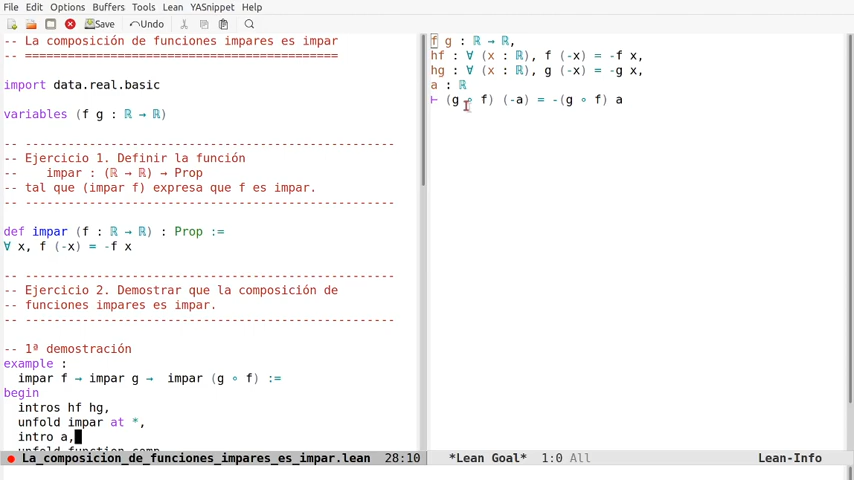 File Edit Options Buffers Tools Lean YASnippet Help
Save Undo
-- La composición de funciones impares es impar
-- =========================================
import data.real.basic
variables (f g : ℝ → ℝ)
-- ---------------------------------------------
-- Ejercicio 1. Definir la función
--    impar : (ℝ → ℝ) → Prop
-- tal que (impar f) expresa que f es impar.
-- ---------------------------------------------
def impar (f : ℝ → ℝ) : Prop :=
∀ x, f (-x) = -f x
-- ---------------------------------------------
-- Ejercicio 2. Demostrar que la composición de
-- funciones impares es impar.
-- ---------------------------------------------
-- 1ª demostración
example :
  impar f → impar g →  impar (g ∘ f) :=
begin
  intros hf hg,
  unfold impar at *,
  intro a,
  unfold function.comp,
La_composicion_de_funciones_impares_es_impar.lean 28:10
f g : ℝ → ℝ,
hf : ∀ (x : ℝ), f (-x) = -f x,
hg : ∀ (x : ℝ), g (-x) = -g x,
a : ℝ
⊢ (g ∘ f) (-a) = -(g ∘ f) a
*Lean Goal* 1:0 All Lean-Info